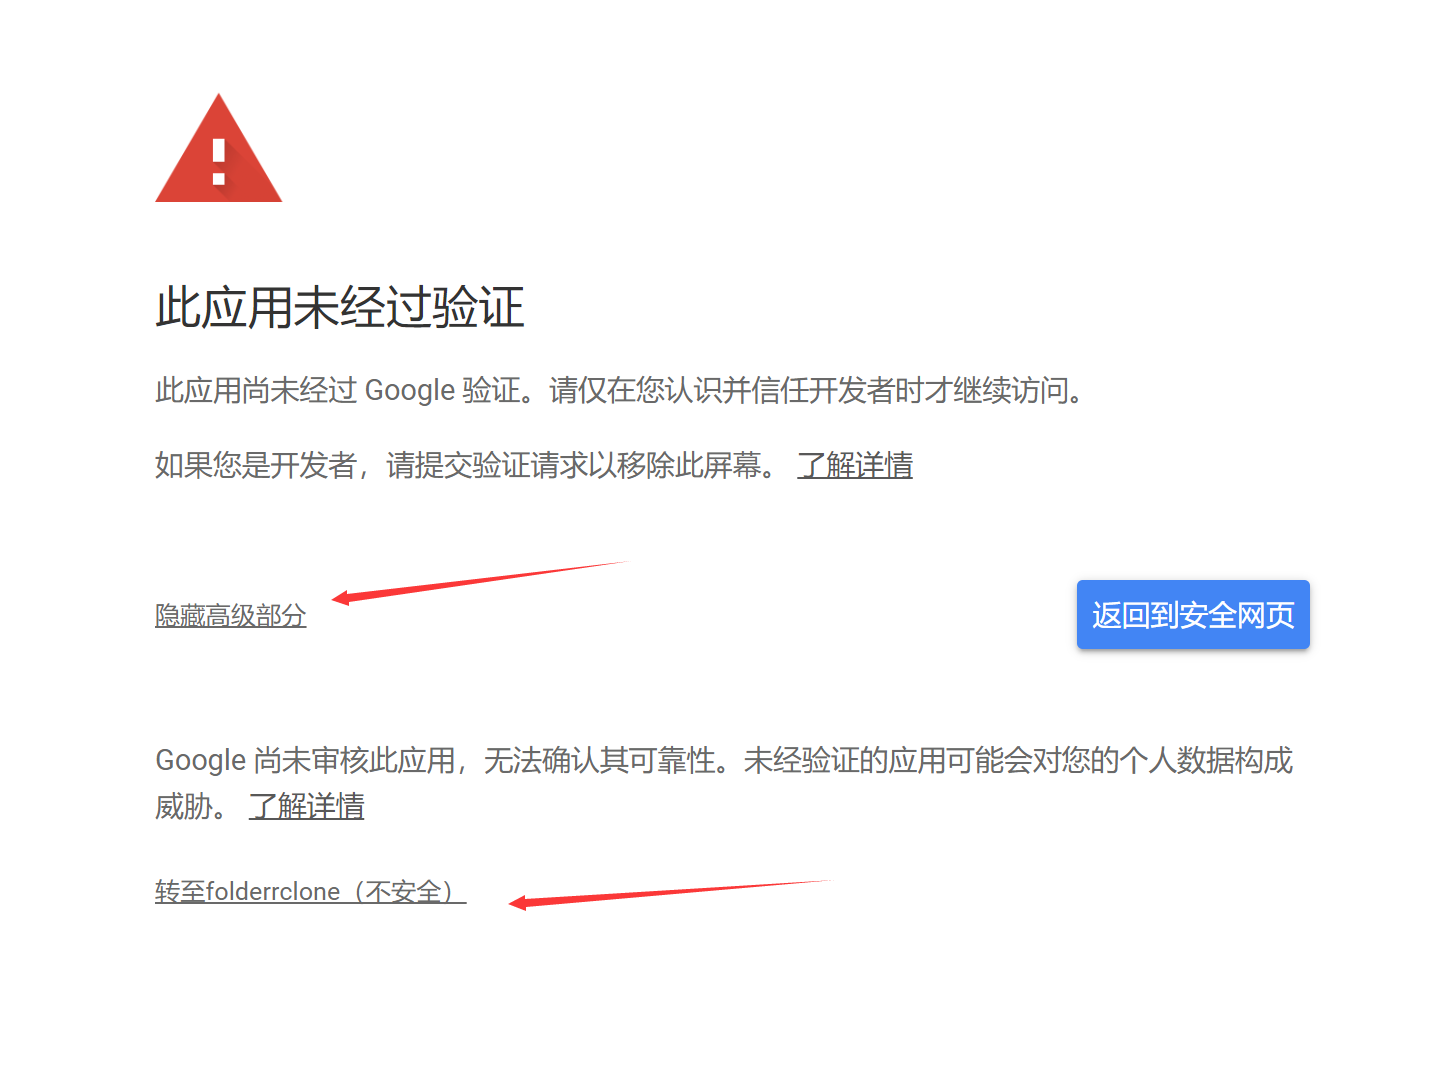 此应用未经过验证
此应用尚未经过 Google 验证。请仅在您认识并信任开发者时才继续访问。
如果您是开发者，请提交验证请求以移除此屏幕。 了解详情
隐藏高级部分
返回到安全网页
Google 尚未审核此应用，无法确认其可靠性。未经验证的应用可能会对您的个人数据构成
威胁。 了解详情
转至folderrclone（不安全）